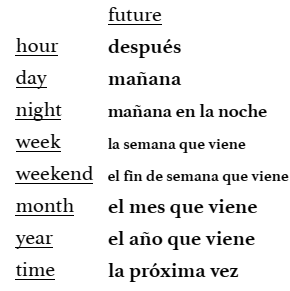 future
hour después
day mañana
night mañana en la noche
week la semana que viene
weekend el fin de semana que viene
month el mes que viene
year el año que viene
time la próxima vez